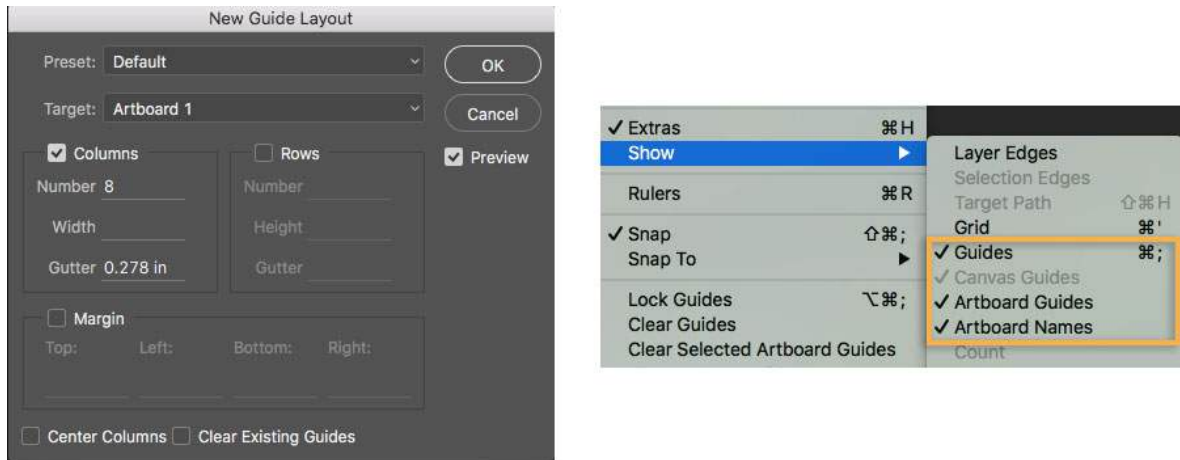 New Guide Layout
Preset: Default
OK
Target: Artboard 1
Cancel
Columns
Rows
Preview
Number 8
Number
Width
Height
Gutter 0.278 in
Gutter
Margin
Top: Left: Bottom: Right:
Center Columns Clear Existing Guides
✓ Extras ⌘H
Show ▶
Rulers ⌘R
✓ Snap ⇧⌘;
Snap To ▶
Lock Guides ⌥⌘;
Clear Guides
Clear Selected Artboard Guides
Layer Edges
Selection Edges
Target Path ⇧⌘H
Grid ⌘'
✓ Guides ⌘;
✓ Canvas Guides
✓ Artboard Guides
✓ Artboard Names
Count